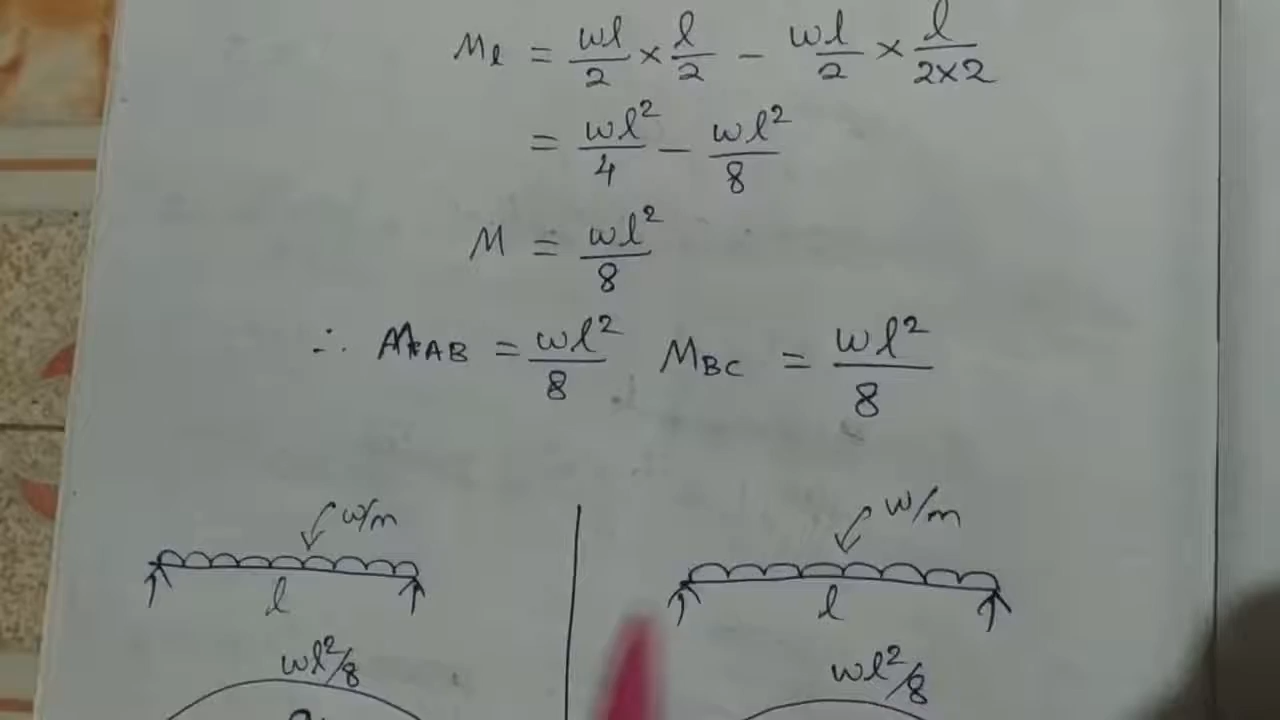 Mℓ = wl/2 × l/2 − wl/2 × l/2×2
= wl²/4 − wl²/8
M = wl²/8
∴ MAB = wl²/8 MBC = wl²/8
w/m w/m
l l
wl²/8 wl²/8